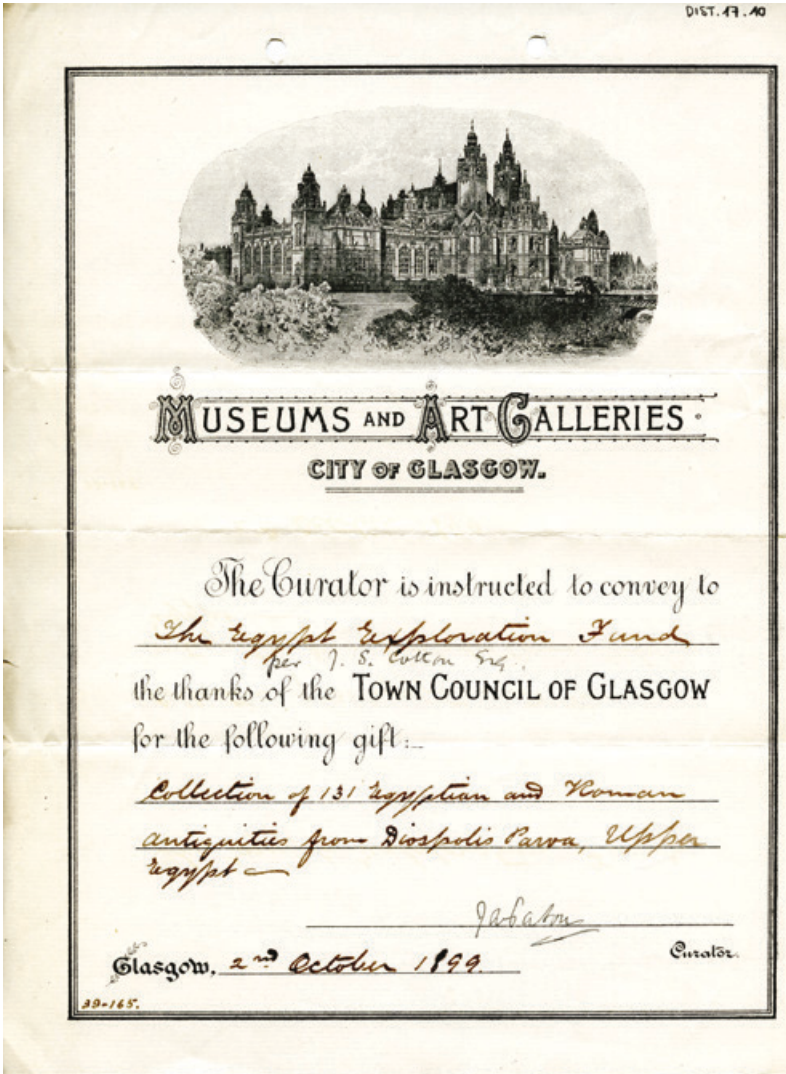 DIST.17.10
MUSEUMS AND ART GALLERIES
CITY OF GLASGOW.
The Curator is instructed to convey to
The Egypt Exploration Fund
per J. S. Cotton Esq.
the thanks of the TOWN COUNCIL OF GLASGOW
for the following gift:-
Collection of 131 Egyptian and Roman
antiquities from Diospolis Parva, Upper
Egypt
J Paton
Curator.
Glasgow, 2nd October 1899.
99-165.